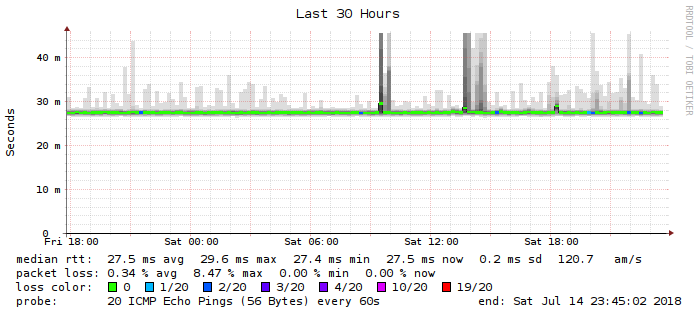 Last 30 Hours
RRDTOOL / TOBI OETIKER
Seconds
40 m
30 m
20 m
10 m
0
Fri 18:00 Sat 00:00 Sat 06:00 Sat 12:00 Sat 18:00
median rtt: 27.5 ms avg 29.6 ms max 27.4 ms min 27.5 ms now 0.2 ms sd 120.7 am/s
packet loss: 0.34 % avg 8.47 % max 0.00 % min 0.00 % now
loss color: 0 1/20 2/20 3/20 4/20 10/20 19/20
probe: 20 ICMP Echo Pings (56 Bytes) every 60s end: Sat Jul 14 23:45:02 2018